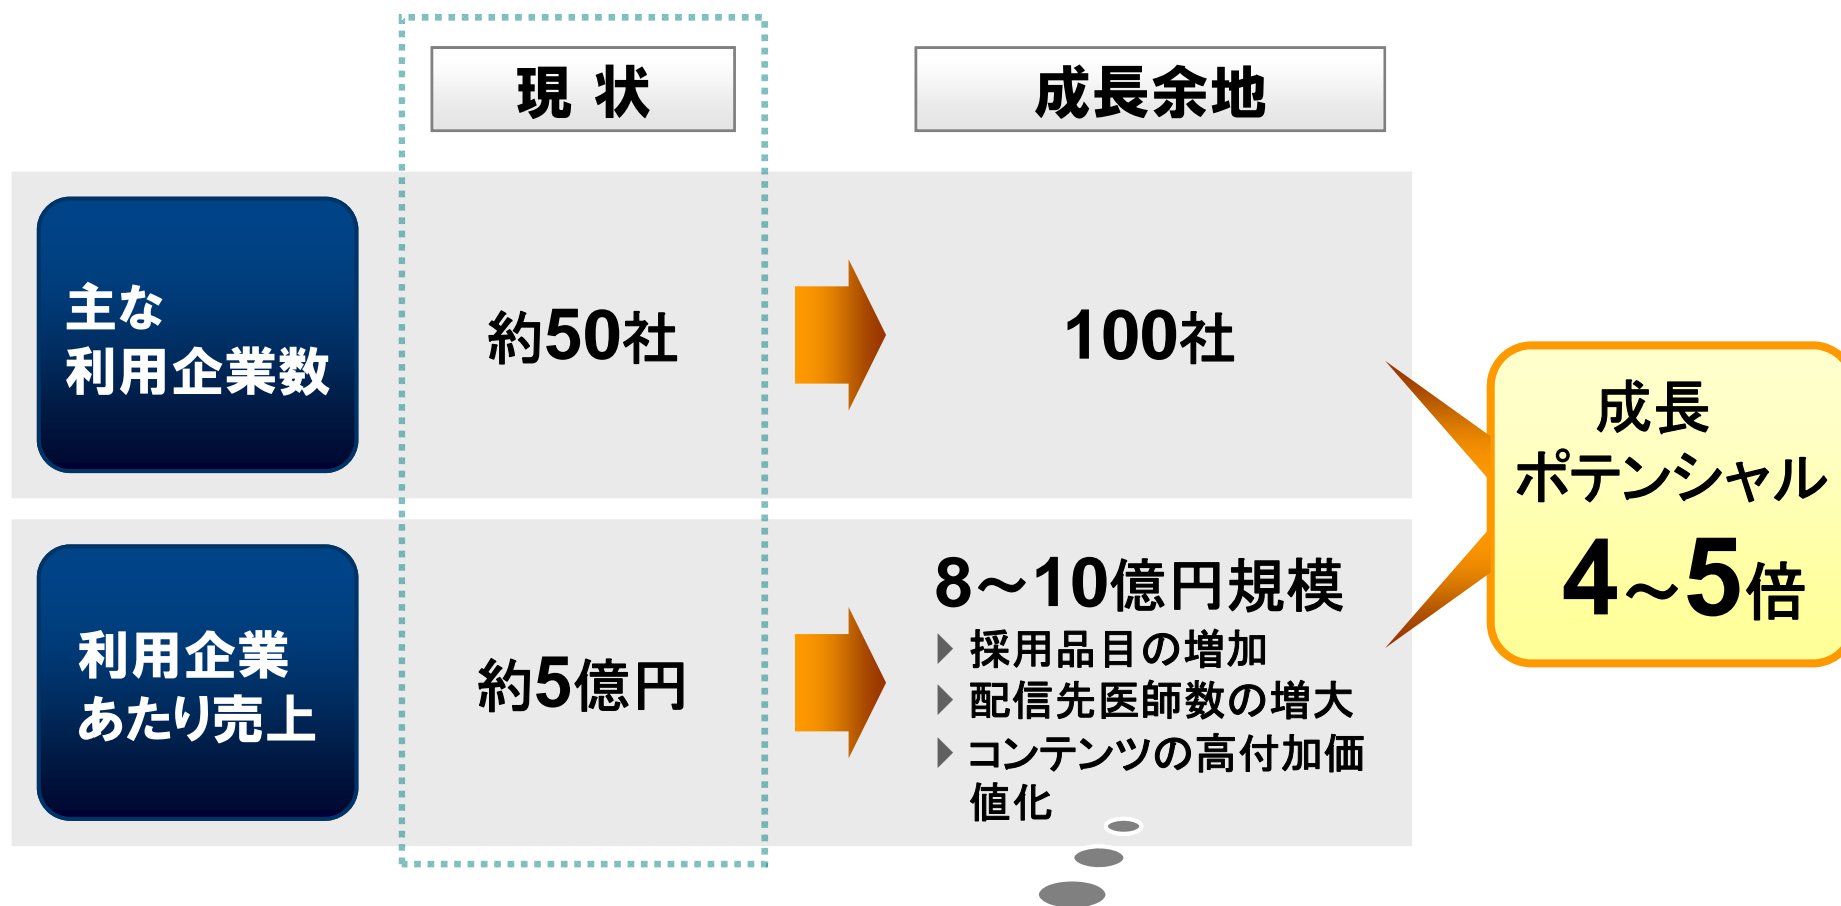 現 状
成長余地
主な
利用企業数
約50社
100社
成長
ポテンシャル
4～5倍
利用企業
あたり売上
約5億円
8～10億円規模
採用品目の増加
配信先医師数の増大
コンテンツの高付加価
値化